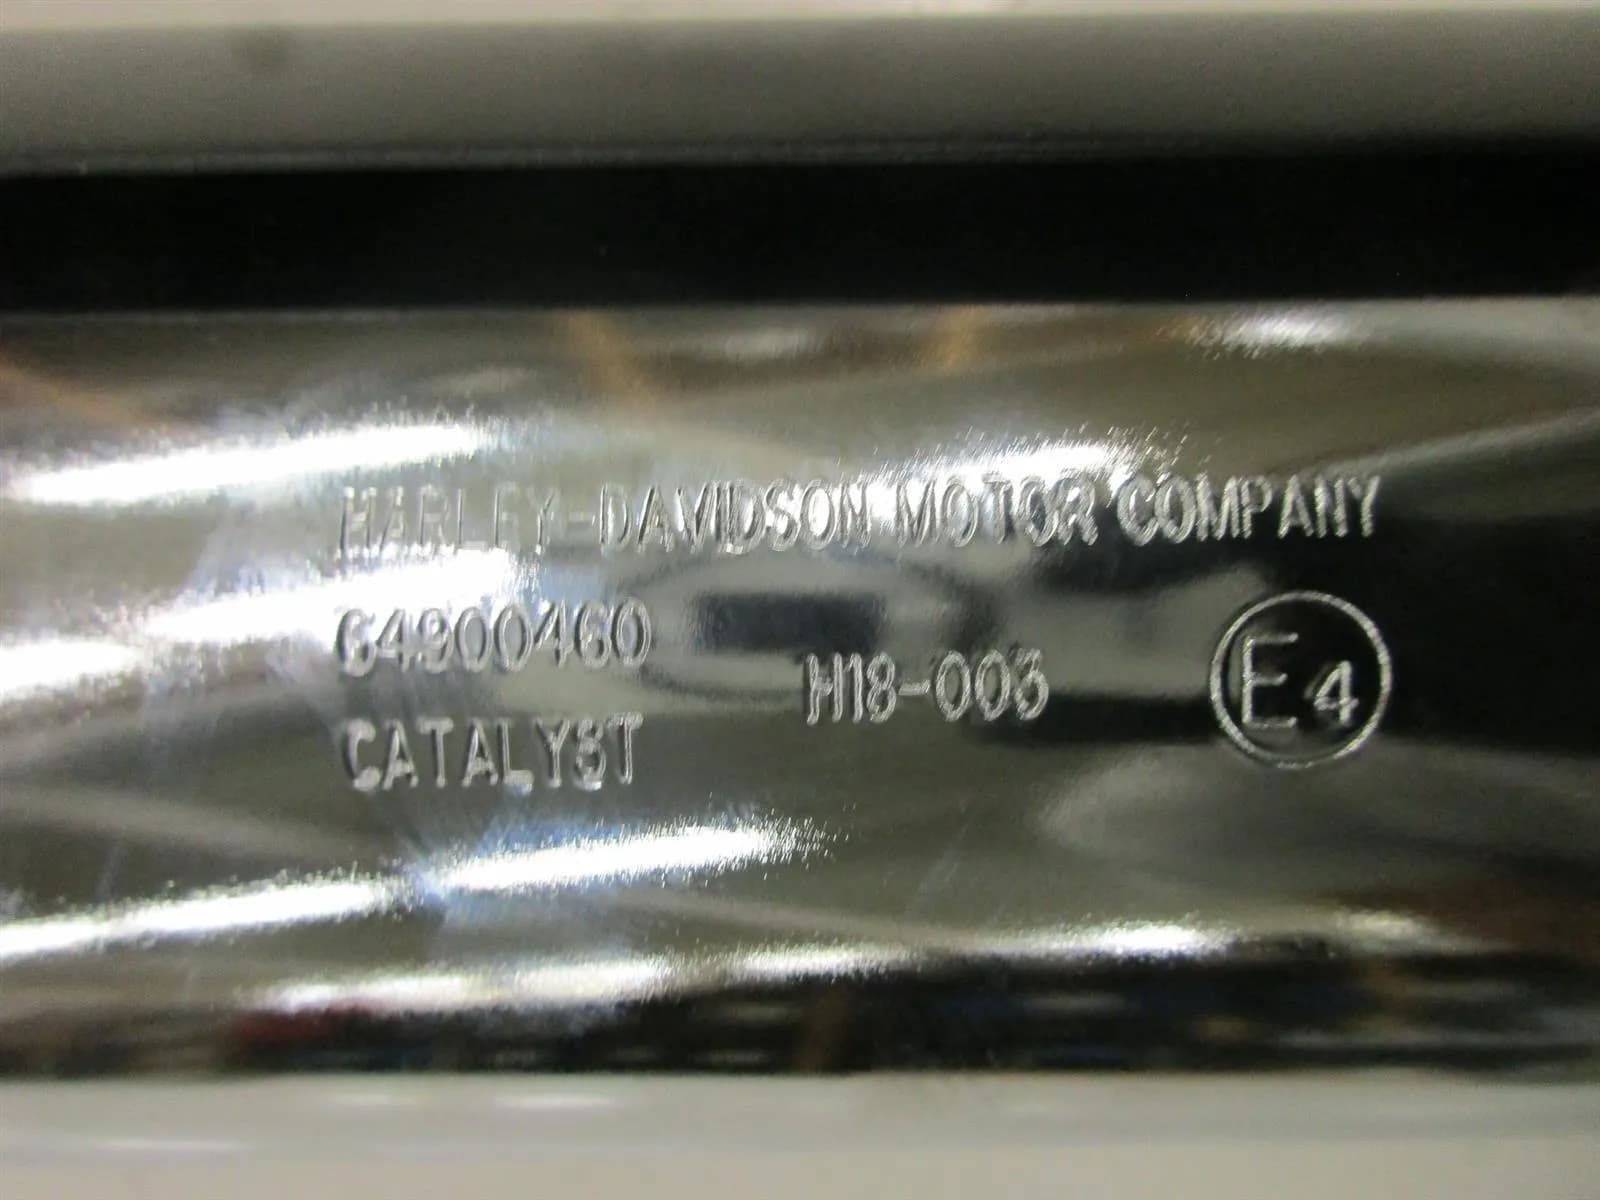 HARLEY-DAVIDSON MOTOR COMPANY
64900460
H18-003
E4
CATALYST